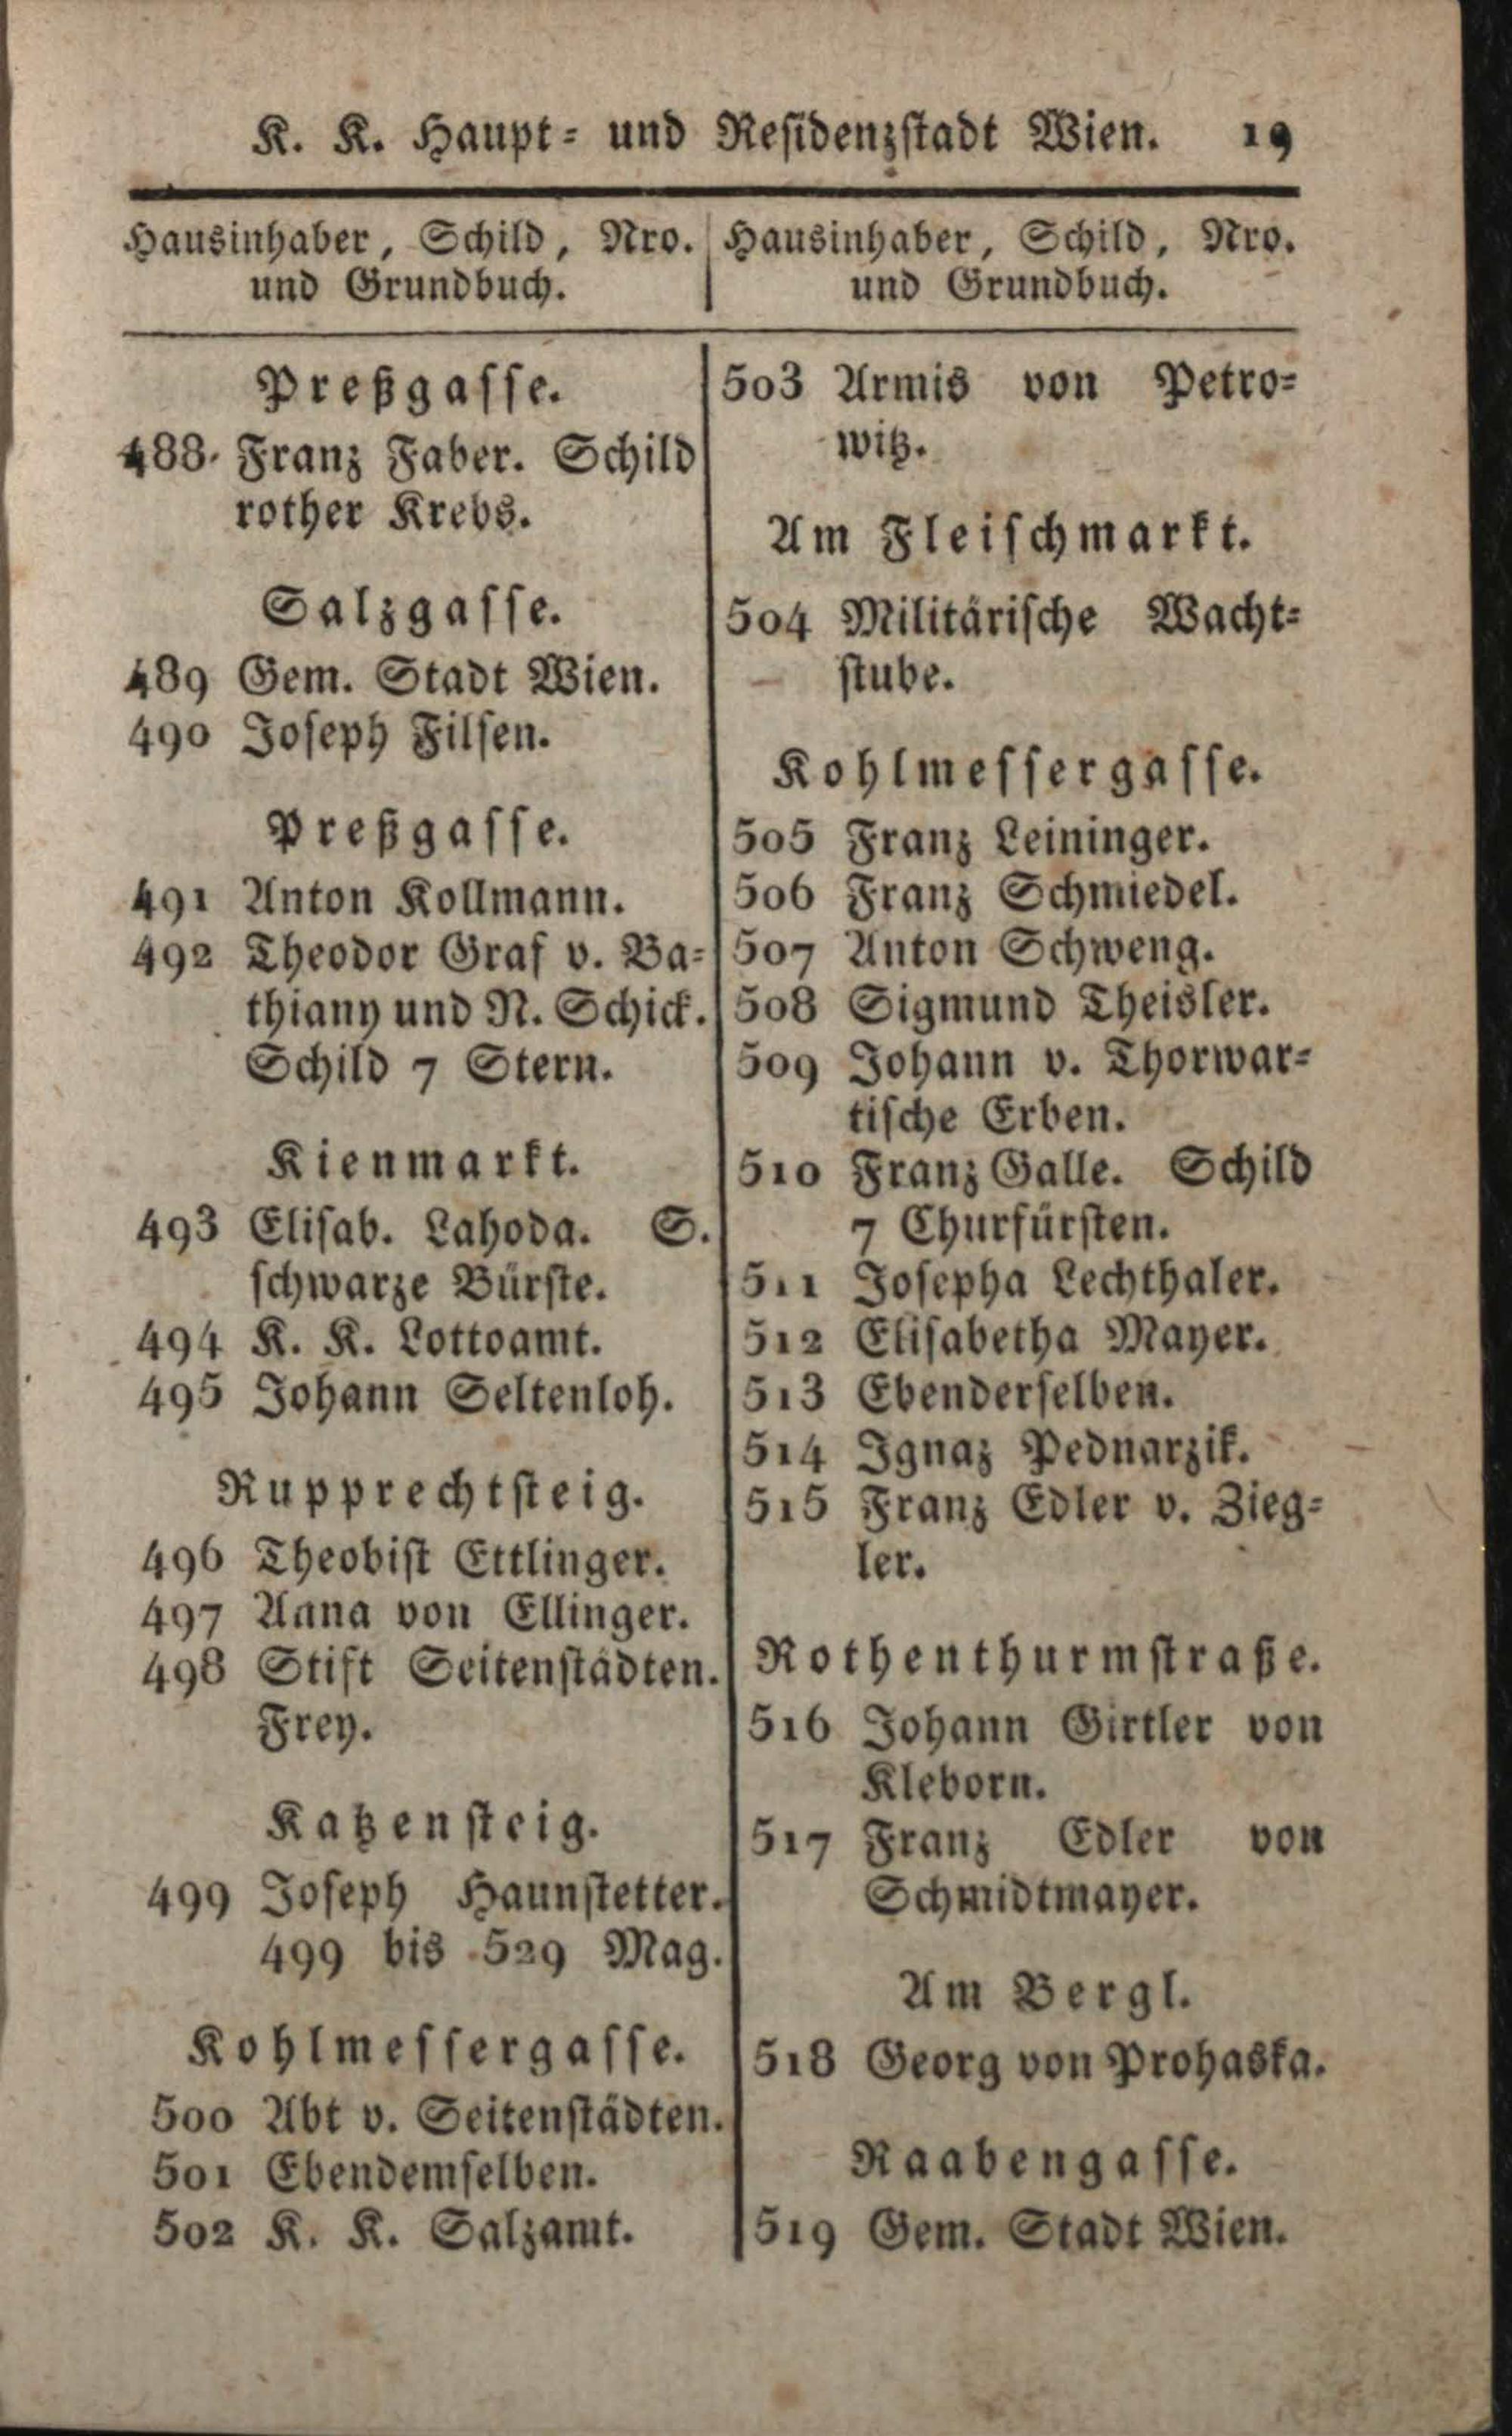 K. K. Haupt- und Residenzstadt Wien. 19
Hausinhaber, Schild, Nro.
und Grundbuch.
Preßgasse.
488. Franz Faber. Schild
rother Krebs.
Salzgasse.
489 Gem. Stadt Wien.
490 Joseph Filsen.
Preßgasse.
491 Anton Kollmann.
492 Theodor Graf v. Ba-
thiany und N. Schick.
Schild 7 Stern.
Kienmarkt.
493 Elisab. Lahoda. S.
schwarze Bürste.
494 K. K. Lottoamt.
495 Johann Seltenloh.
Rupprechtsteig.
496 Theobist Ettlinger.
497 Anna von Ellinger.
498 Stift Seitenstädten.
Frey.
Katzensteig.
499 Joseph Haunstetter.
499 bis 529 Mag.
Kohlmessergasse.
500 Abt v. Seitenstädten.
501 Ebendemselben.
502 K. K. Salzamt.
Hausinhaber, Schild, Nro.
und Grundbuch.
503 Armis von Petro-
witz.
Am Fleischmarkt.
504 Militärische Wacht-
stube.
Kohlmessergasse.
505 Franz Leininger.
506 Franz Schmiedel.
507 Anton Schweng.
508 Sigmund Theisler.
509 Johann v. Thorwar-
tische Erben.
510 Franz Galle. Schild
7 Churfürsten.
511 Josepha Lechthaler.
512 Elisabetha Mayer.
513 Ebenderselben.
514 Ignaz Pednarzik.
515 Franz Edler v. Zieg-
ler.
Rothenthurmstraße.
516 Johann Girtler von
Kleborn.
517 Franz Edler von
Schmidtmayer.
Am Bergl.
518 Georg von Prohaska.
Raabengasse.
519 Gem. Stadt Wien.